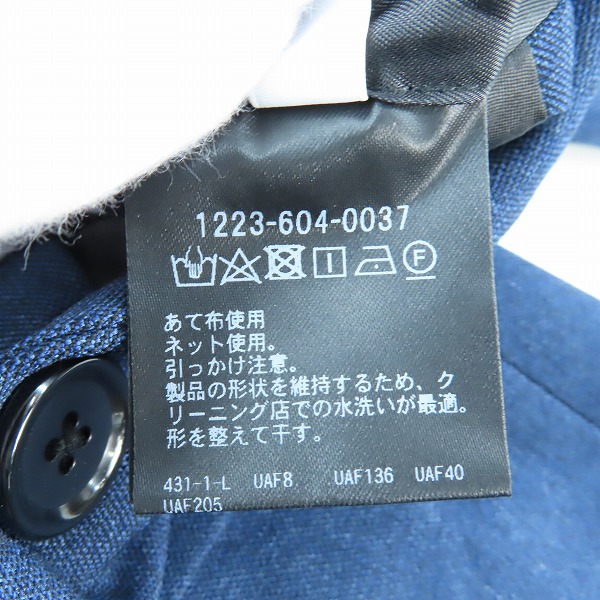 1223-604-0037
F
あて布使用
ネット使用。
引っかけ注意。
製品の形状を維持するため、ク
リーニング店での水洗いが最適。
形を整えて干す。
431-1-L UAF8 UAF136 UAF40
UAF205